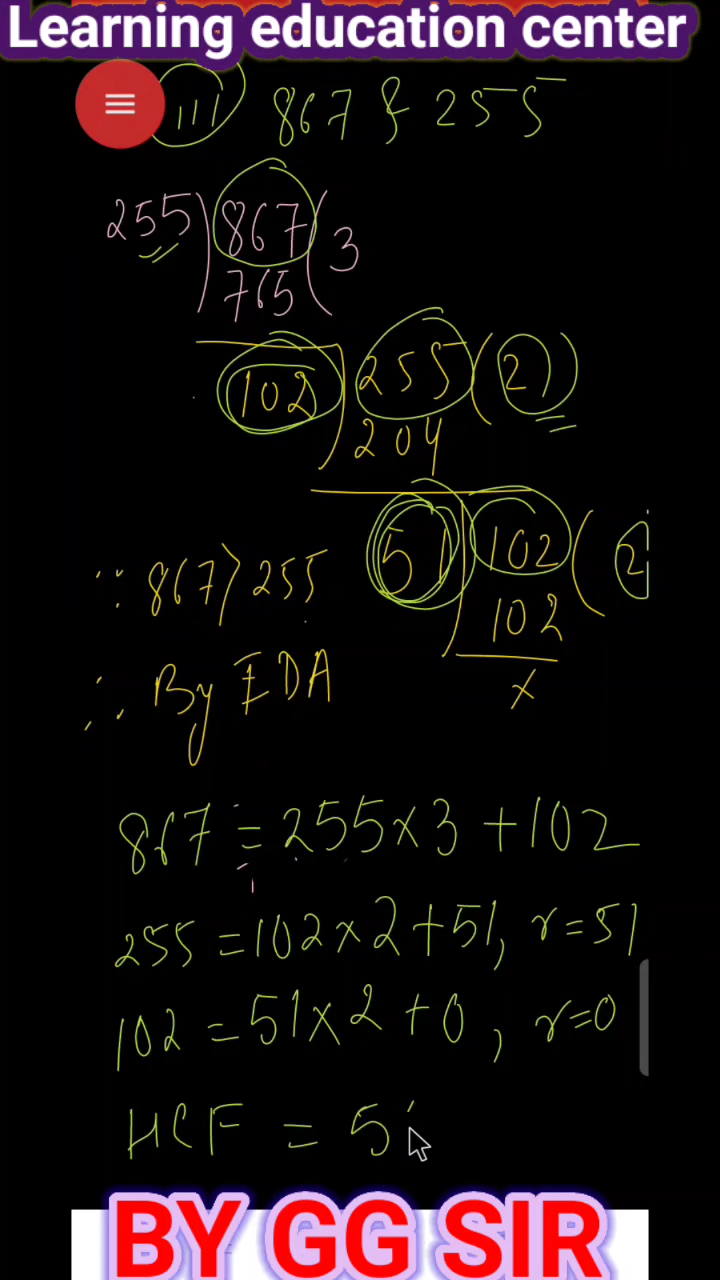 Learning education center
III 867 & 255
255) 867 ( 3
765
102) 255 ( 2
204
51) 102 ( 2
102
x
∵ 867 > 255
∴ By EDA
867 = 255 × 3 + 102
255 = 102 × 2 + 51, r = 51
102 = 51 × 2 + 0, r = 0
HCF = 5
BY GG SIR